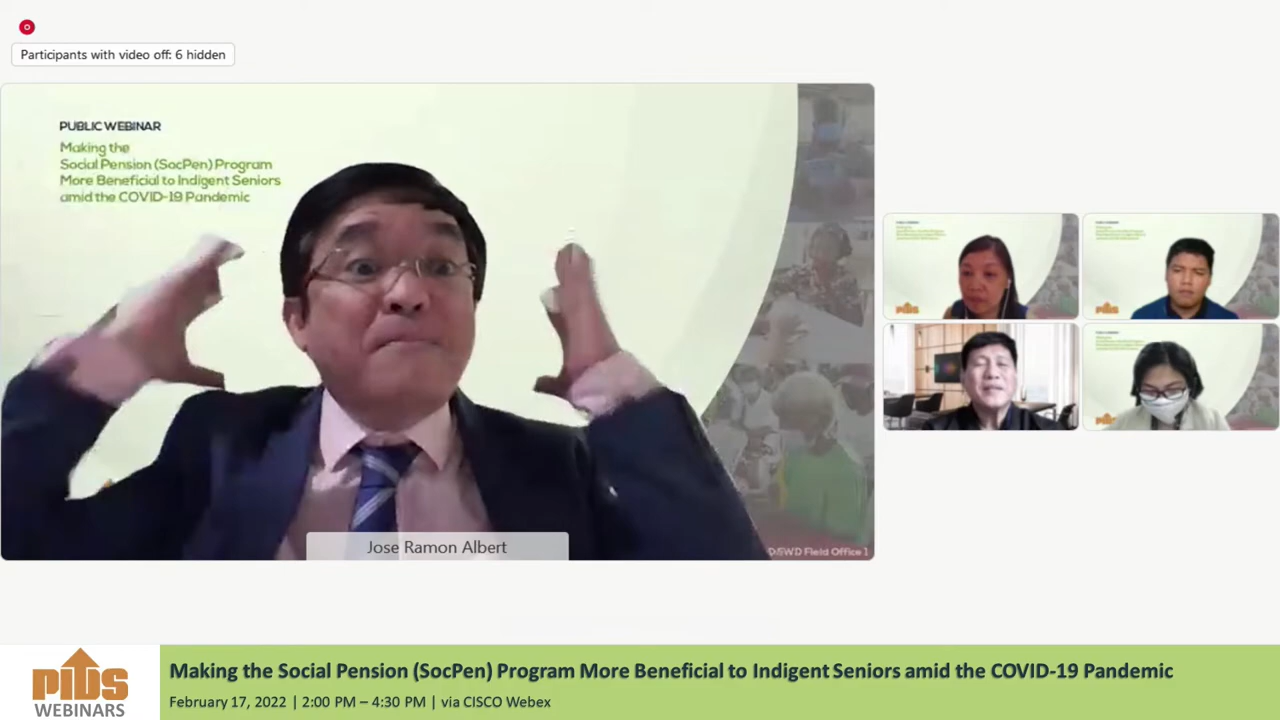 Participants with video off: 6 hidden
PUBLIC WEBINAR
Making the
Social Pension (SocPen) Program
More Beneficial to Indigent Seniors
amid the COVID-19 Pandemic
Jose Ramon Albert
DSWD Field Office 1
PIDS
WEBINARS
Making the Social Pension (SocPen) Program More Beneficial to Indigent Seniors amid the COVID-19 Pandemic
February 17, 2022 | 2:00 PM – 4:30 PM | via CISCO Webex